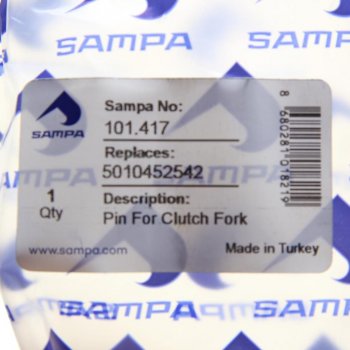 SAMPA
SAMPA
SAMPA
Sampa No:
101.417
Replaces:
5010452542
1
Qty
Description:
Pin For Clutch Fork
www.sampa.com
Made in Turkey
8 680281 018219
SAMPA
SAMPA